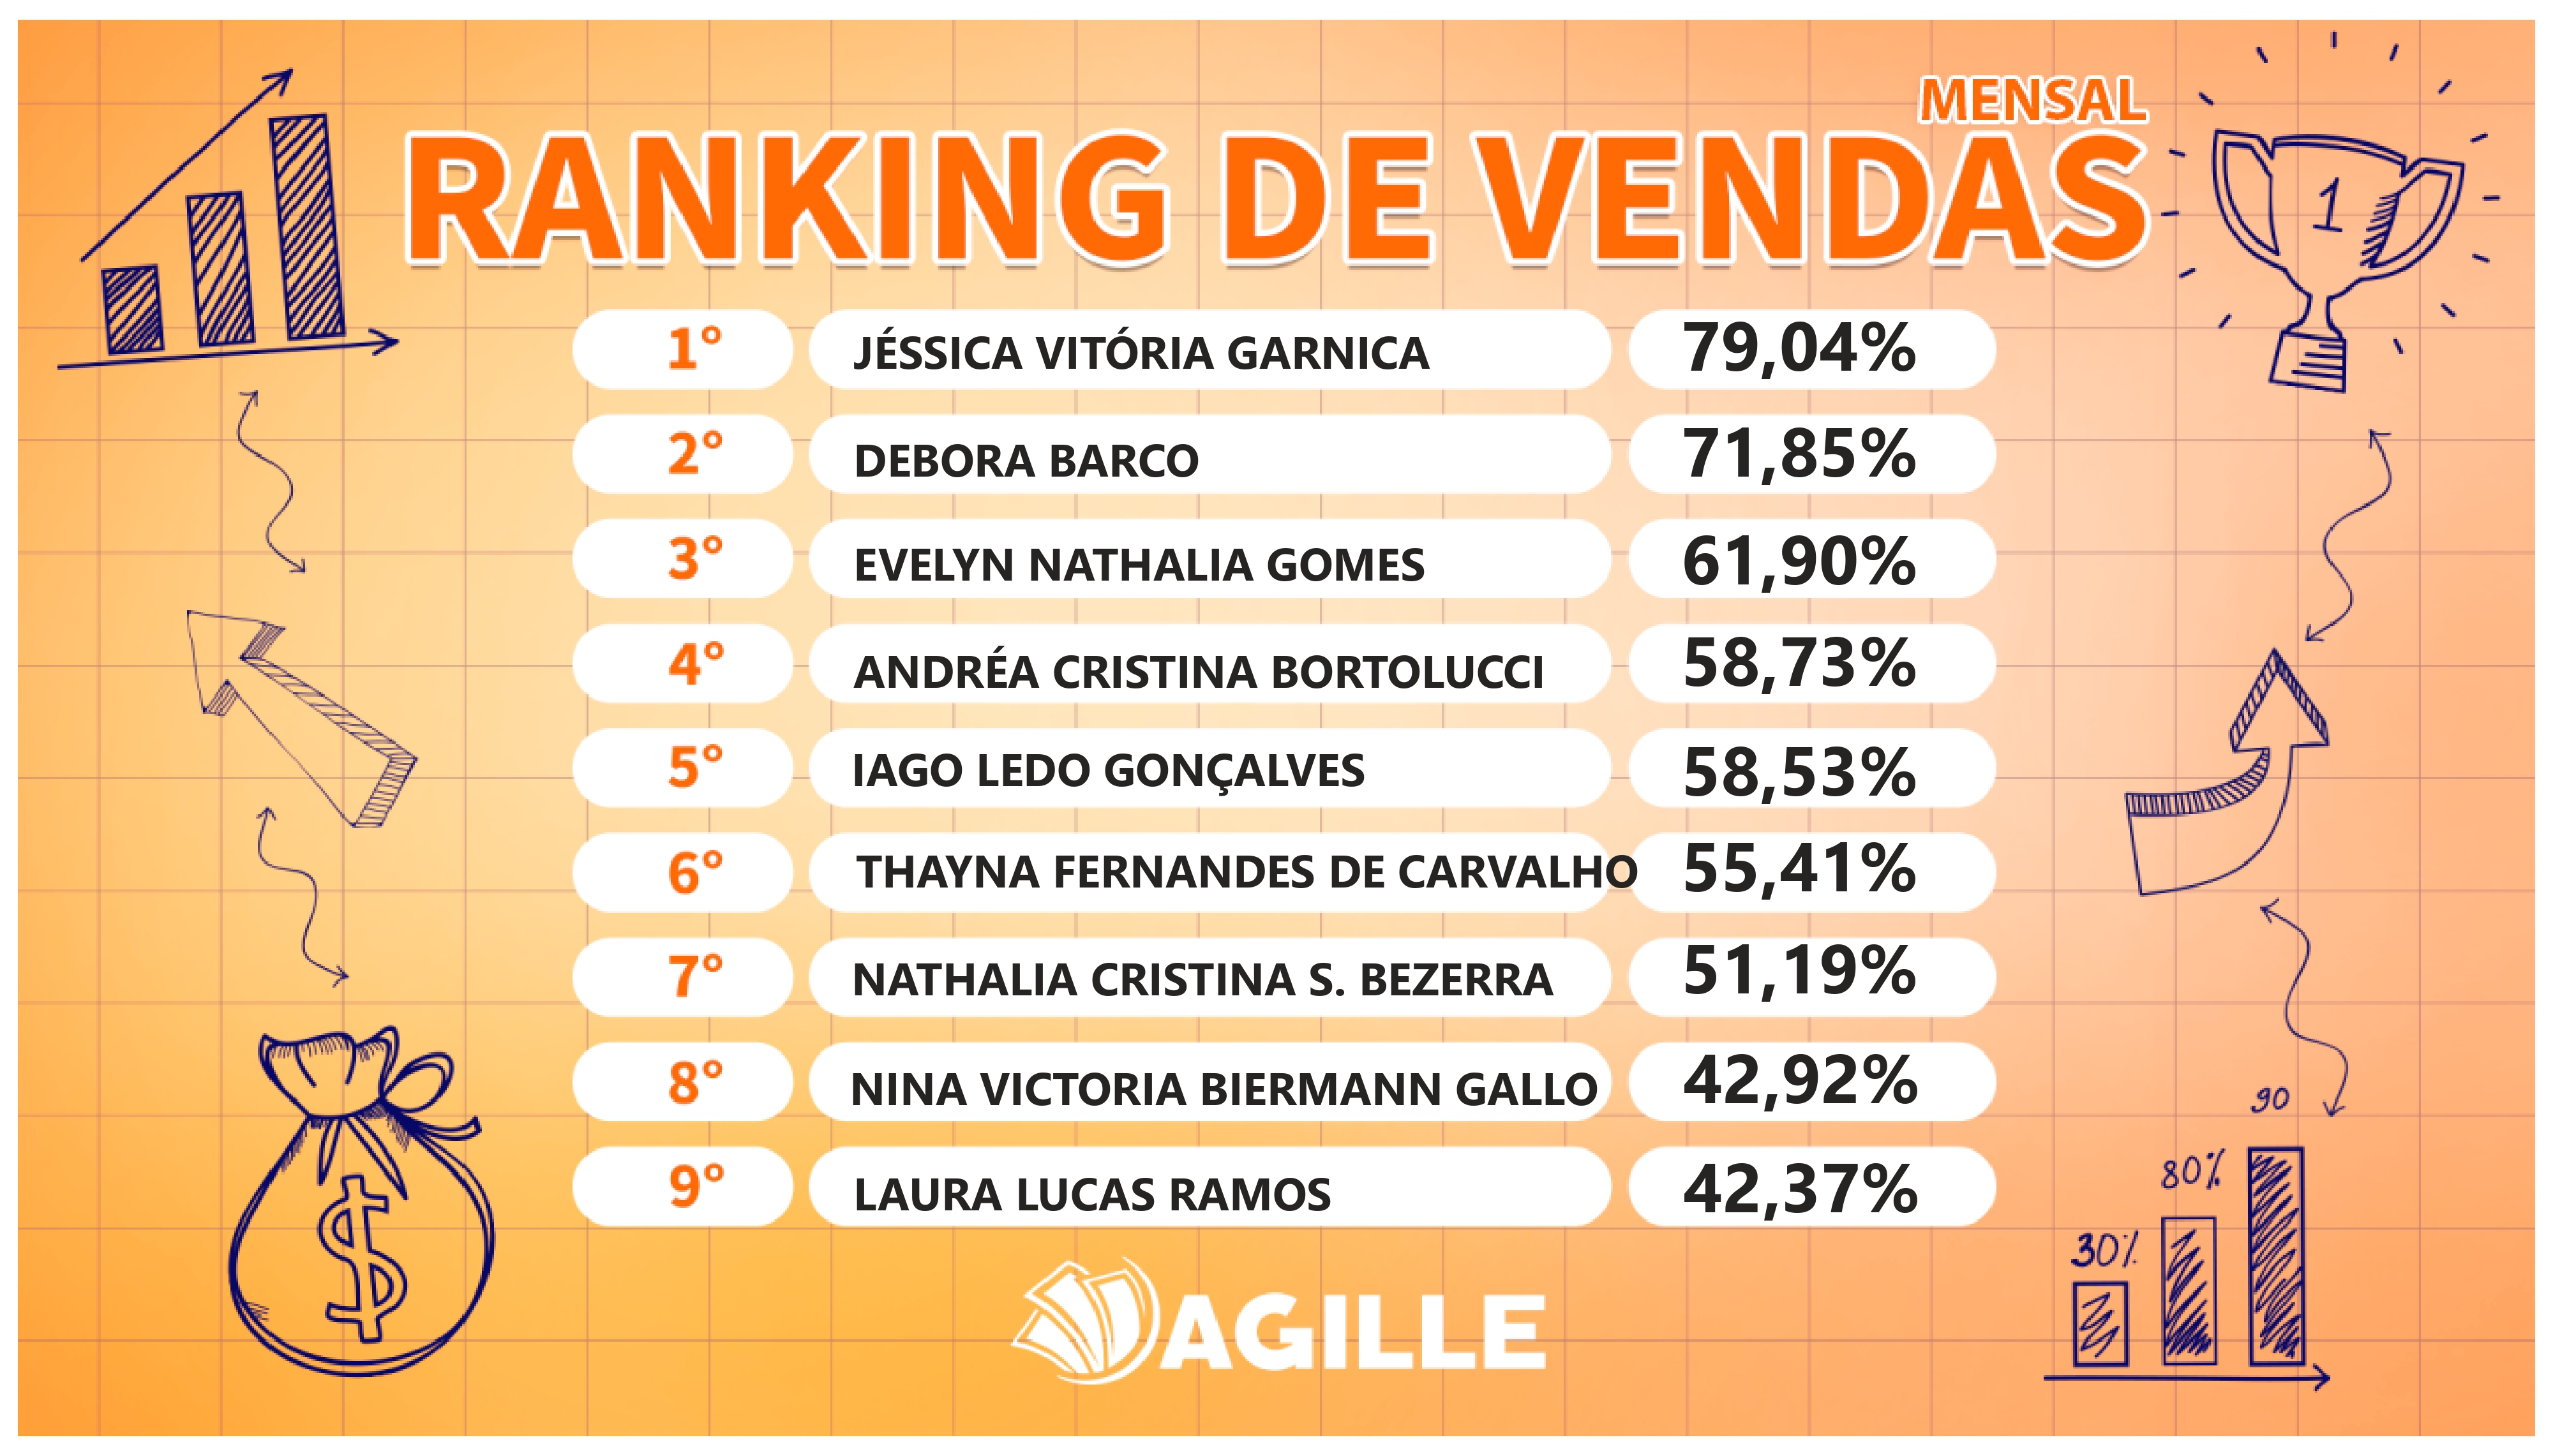 MENSAL
RANKING DE VENDAS
1
1° JÉSSICA VITÓRIA GARNICA 79,04%
2° DEBORA BARCO 71,85%
3° EVELYN NATHALIA GOMES 61,90%
4° ANDRÉA CRISTINA BORTOLUCCI 58,73%
5° IAGO LEDO GONÇALVES 58,53%
6° THAYNA FERNANDES DE CARVALHO 55,41%
7° NATHALIA CRISTINA S. BEZERRA 51,19%
8° NINA VICTORIA BIERMANN GALLO 42,92%
9° LAURA LUCAS RAMOS 42,37%
$
30% 80% 90
AGILLE